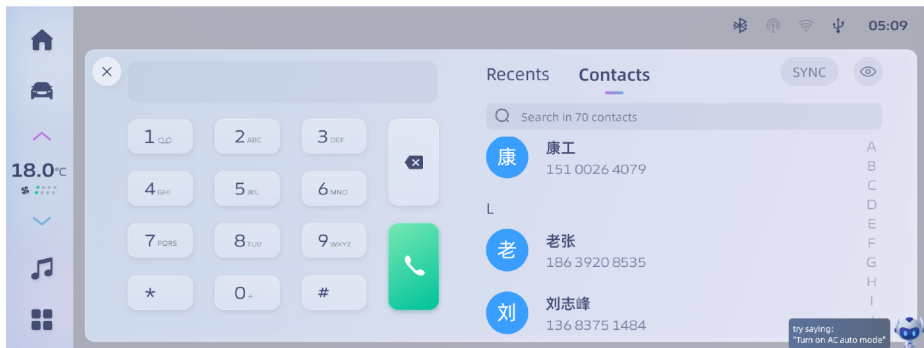 05:09
Recents Contacts SYNC
Search in 70 contacts
18.0°C
1 QD
2 ABC
3 DEF
4 GHI
5 JKL
6 MNO
7 PQRS
8 TUV
9 WXYZ
*
0 +
#
康
康工
151 0026 4079
L
老
老张
186 3920 8535
刘
刘志峰
136 8375 1484
A
B
C
D
E
F
G
H
I
try saying:
"Turn on AC auto mode"